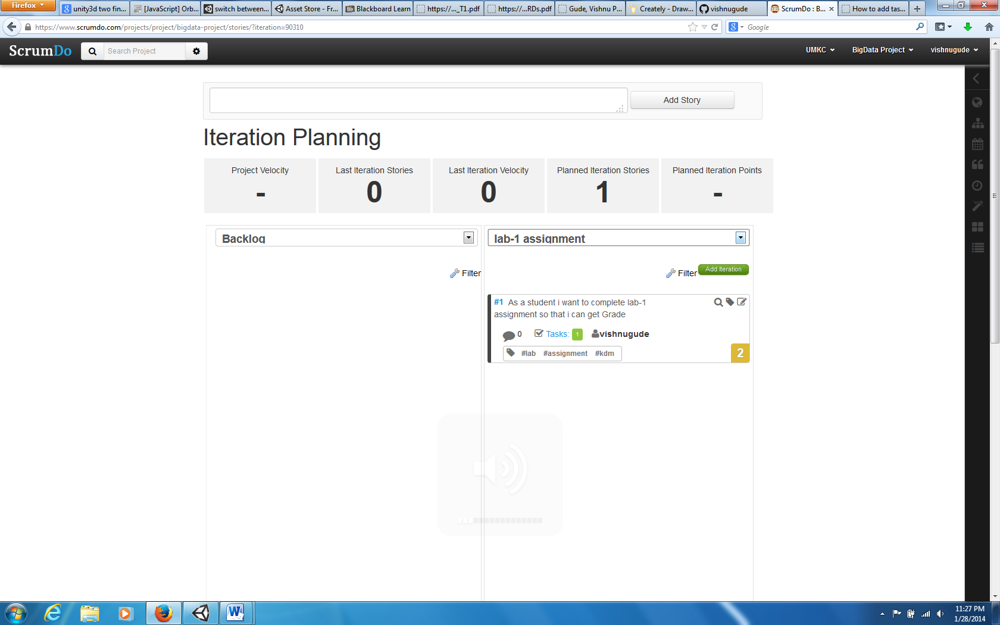 Firefox
unity3d two fin...
[JavaScript] Orb...
switch between...
Asset Store - Fr...
Blackboard Learn
https://..._T1.pdf
https://...RDs.pdf
Gude, Vishnu P...
Creately - Draw...
vishnugude
ScrumDo : B...
How to add tas...
https://www.scrumdo.com/projects/project/bigdata-project/stories/?iteration=90310
Google
ScrumDo
Search Project
UMKC
BigData Project
vishnugude
Add Story
Iteration Planning
Project Velocity
-
Last Iteration Stories
0
Last Iteration Velocity
0
Planned Iteration Stories
1
Planned Iteration Points
-
Backlog
lab-1 assignment
Filter
Filter
Add Iteration
#1 As a student i want to complete lab-1
assignment so that i can get Grade
0 Tasks: 1 vishnugude
#lab #assignment #kdm
2
11:27 PM
1/28/2014